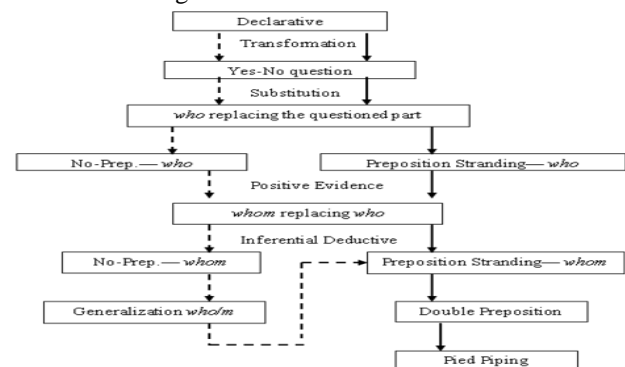 Declarative
Transformation
Yes-No question
Substitution
who replacing the questioned part
No-Prep.— who
Preposition Stranding— who
Positive Evidence
whom replacing who
Inferential Deductive
No-Prep.— whom
Preposition Stranding— whom
Generalization who/m
Double Preposition
Pied Piping